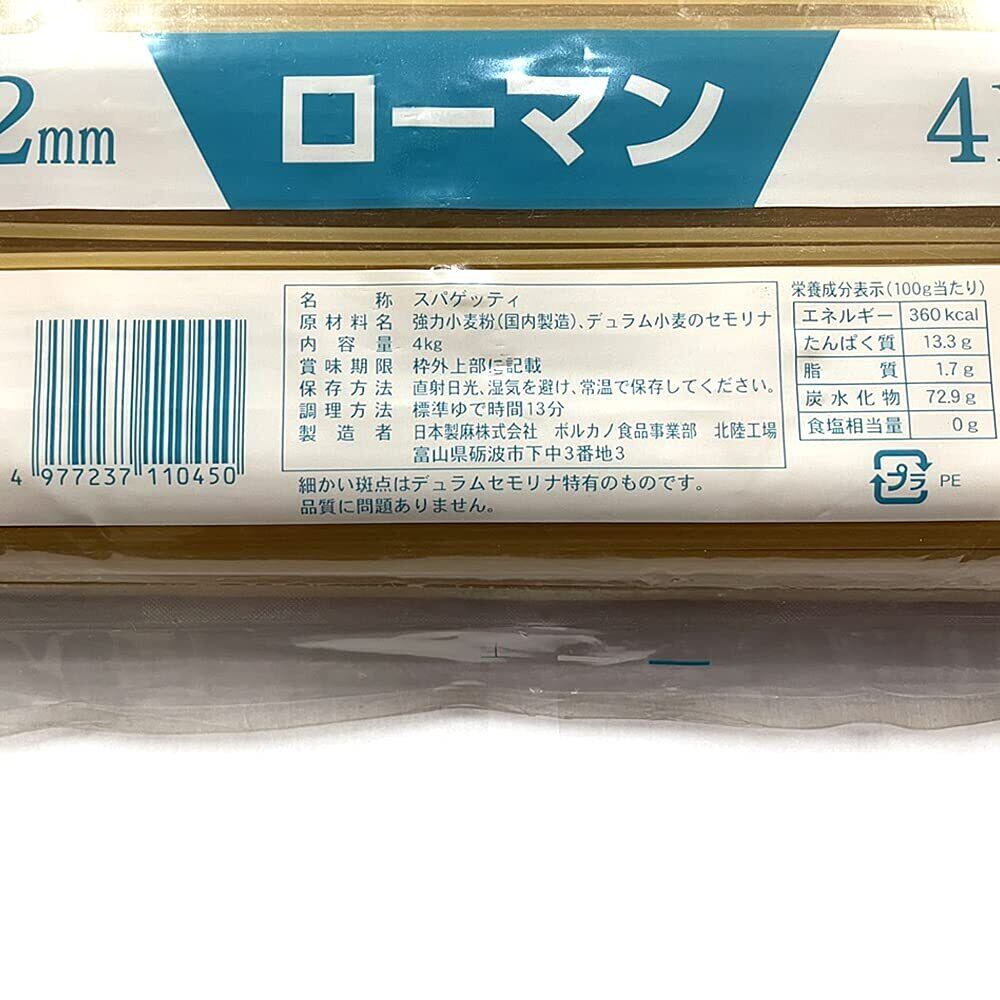 2mm
ローマン
4
名称 スパゲッティ
原材料名 強力小麦粉(国内製造)、デュラム小麦のセモリナ
内容量 4kg
賞味期限 枠外上部に記載
保存方法 直射日光、湿気を避け、常温で保存してください。
調理方法 標準ゆで時間13分
製造者 日本製麻株式会社 ボルカノ食品事業部 北陸工場
富山県砺波市下中3番地3
細かい斑点はデュラムセモリナ特有のものです。
品質に問題ありません。
栄養成分表示(100g当たり)
エネルギー 360kcal
たんぱく質 13.3g
脂質 1.7g
炭水化物 72.9g
食塩相当量 0g
プラ PE
4 977237 110450